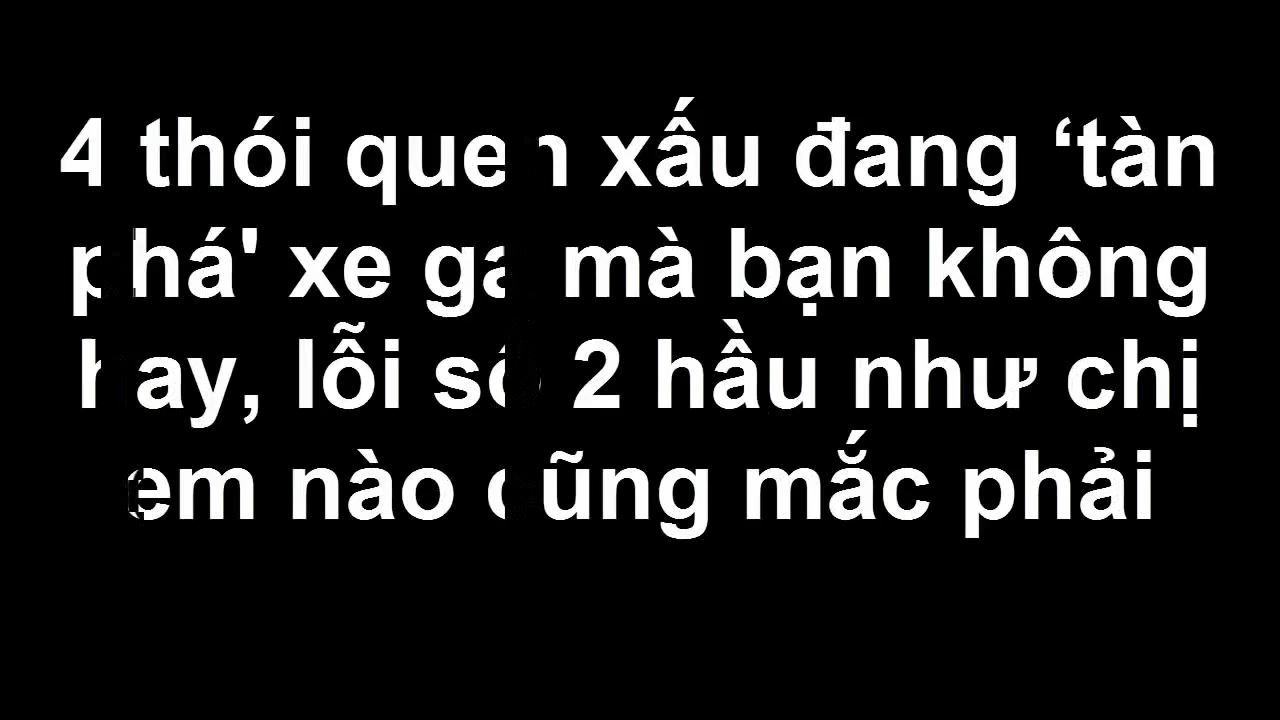 4 thói quen xấu đang ‘tàn
phá' xe ga mà bạn không
hay, lỗi số 2 hầu như chị
em nào cũng mắc phải